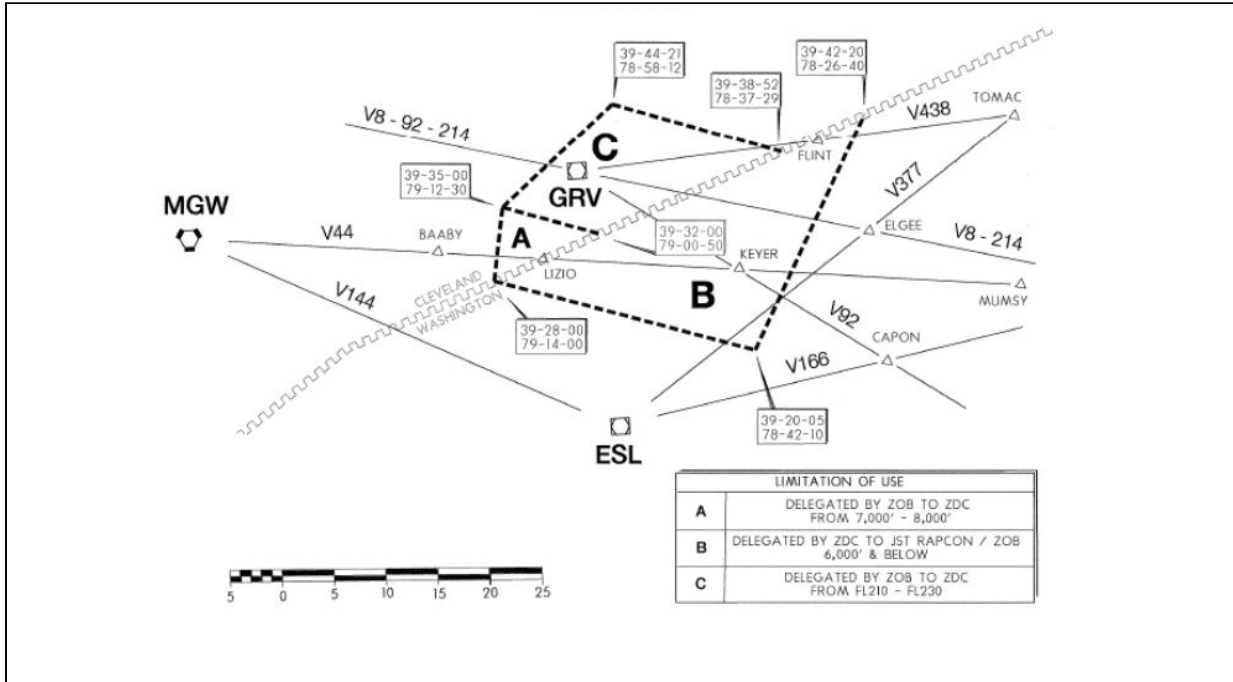 39-44-21
78-58-12
39-42-20
78-26-40
39-38-52
78-37-29
TOMAC
V438
V8 - 92 - 214
C
FLINT
39-35-00
79-12-30
GRV
V377
MGW
39-32-00
79-00-50
ELGEE
V8 - 214
V44
BAABY
A
KEYER
LIZIO
CLEVELAND
WASHINGTON
B
MUMSY
V144
V92
CAPON
39-28-00
79-14-00
V166
39-20-05
78-42-10
ESL
LIMITATION OF USE
A
DELEGATED BY ZOB TO ZDC
FROM 7,000' - 8,000'
B
DELEGATED BY ZDC TO JST RAPCON / ZOB
6,000' & BELOW
C
DELEGATED BY ZOB TO ZDC
FROM FL210 - FL230
5 0 5 10 15 20 25